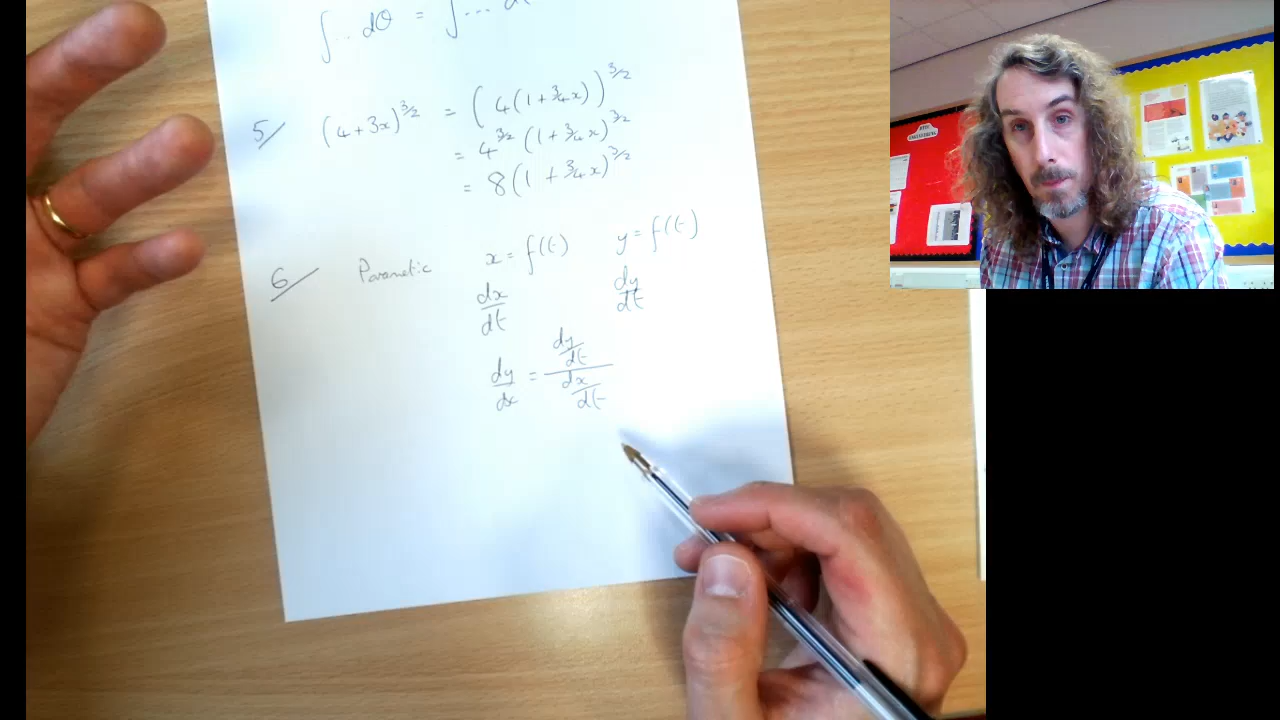 ∫... dθ = ∫...
5/ (4+3x)^3/2 = (4(1+3/4x))^3/2
= 4^3/2 (1+3/4x)^3/2
= 8(1+3/4x)^3/2
6/ Parametic x=f(t) y=f(t)
dx/dt dy/dt
dy/dx = dy/dt / dx/dt